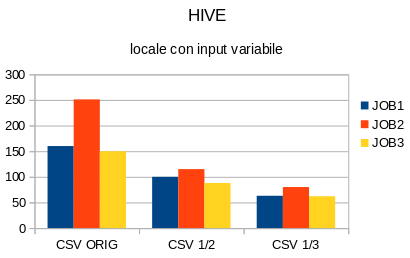 HIVE
locale con input variabile
300
250
200
150
100
50
0
CSV ORIG
CSV 1/2
CSV 1/3
JOB1
JOB2
JOB3